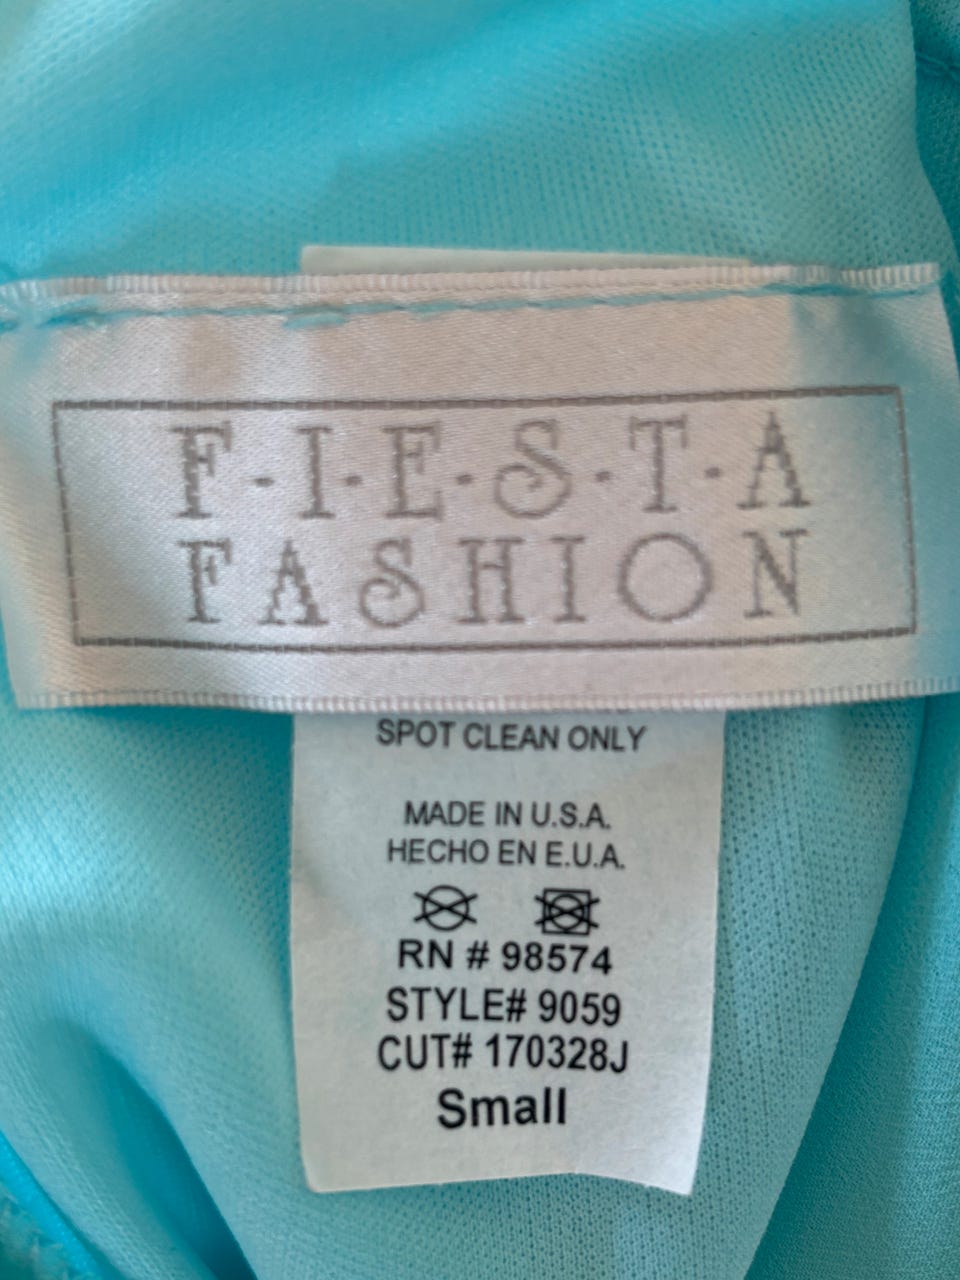 F·I·E·S·T·A
FASHION
SPOT CLEAN ONLY
MADE IN U.S.A.
HECHO EN E.U.A.
RN # 98574
STYLE# 9059
CUT# 170328J
Small